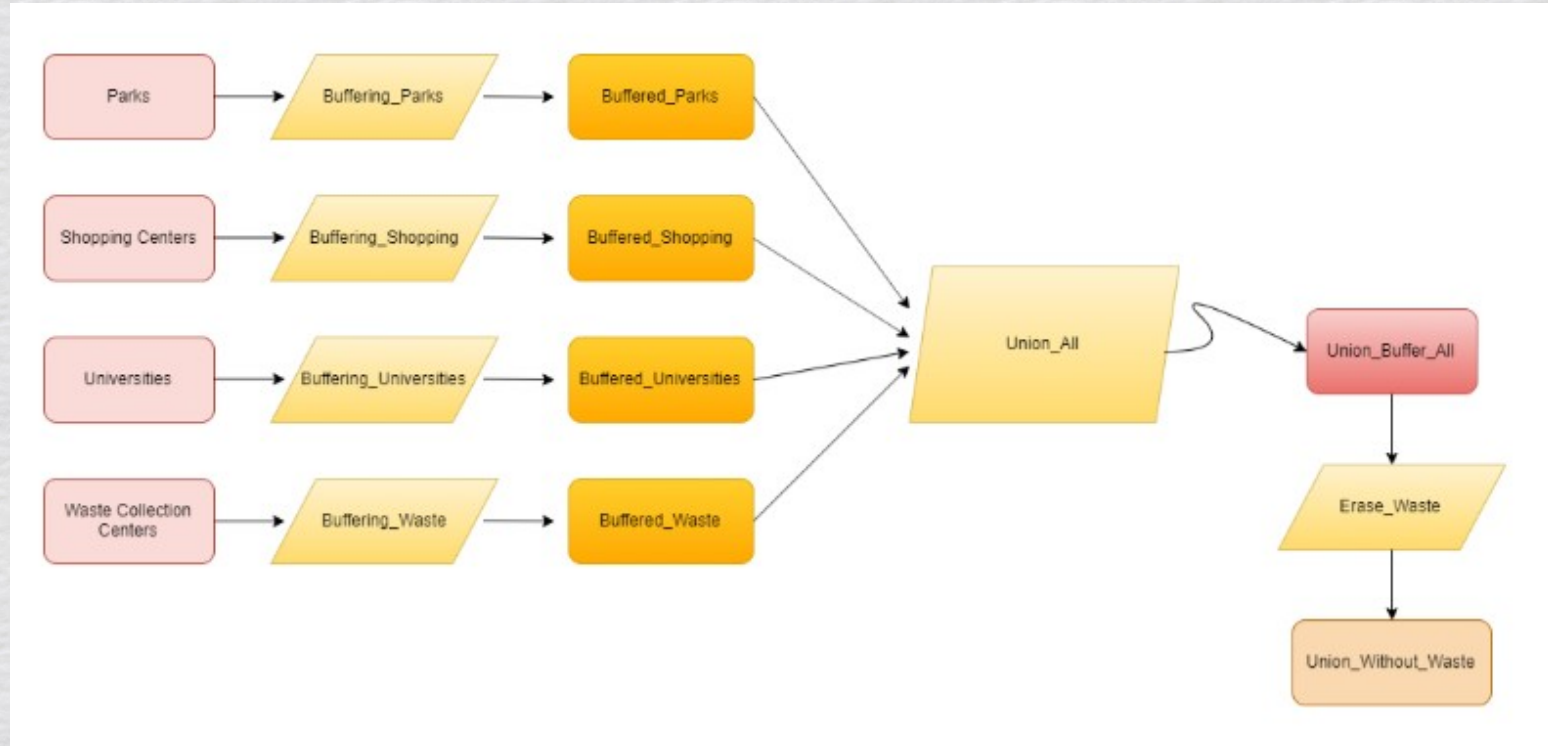 Parks
Buffering_Parks
Buffered_Parks
Shopping Centers
Buffering_Shopping
Buffered_Shopping
Universities
Buffering_Universities
Buffered_Universities
Waste Collection
Centers
Buffering_Waste
Buffered_Waste
Union_All
Union_Buffer_All
Erase_Waste
Union_Without_Waste